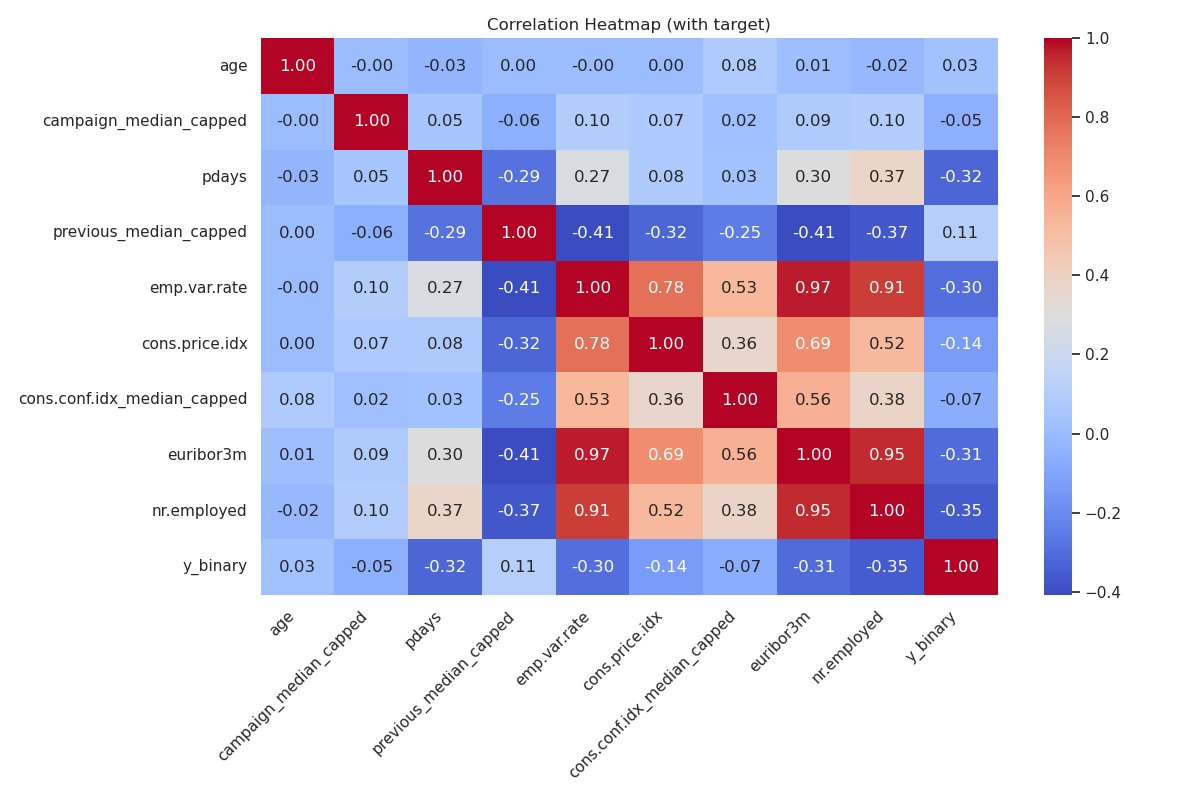 Correlation Heatmap (with target)
age 1.00 -0.00 -0.03 0.00 -0.00 0.00 0.08 0.01 -0.02 0.03
campaign_median_capped -0.00 1.00 0.05 -0.06 0.10 0.07 0.02 0.09 0.10 -0.05
pdays -0.03 0.05 1.00 -0.29 0.27 0.08 0.03 0.30 0.37 -0.32
previous_median_capped 0.00 -0.06 -0.29 1.00 -0.41 -0.32 -0.25 -0.41 -0.37 0.11
emp.var.rate -0.00 0.10 0.27 -0.41 1.00 0.78 0.53 0.97 0.91 -0.30
cons.price.idx 0.00 0.07 0.08 -0.32 0.78 1.00 0.36 0.69 0.52 -0.14
cons.conf.idx_median_capped 0.08 0.02 0.03 -0.25 0.53 0.36 1.00 0.56 0.38 -0.07
euribor3m 0.01 0.09 0.30 -0.41 0.97 0.69 0.56 1.00 0.95 -0.31
nr.employed -0.02 0.10 0.37 -0.37 0.91 0.52 0.38 0.95 1.00 -0.35
y_binary 0.03 -0.05 -0.32 0.11 -0.30 -0.14 -0.07 -0.31 -0.35 1.00
age
campaign_median_capped
pdays
previous_median_capped
emp.var.rate
cons.price.idx
cons.conf.idx_median_capped
euribor3m
nr.employed
y_binary
1.0
0.8
0.6
0.4
0.2
0.0
−0.2
−0.4